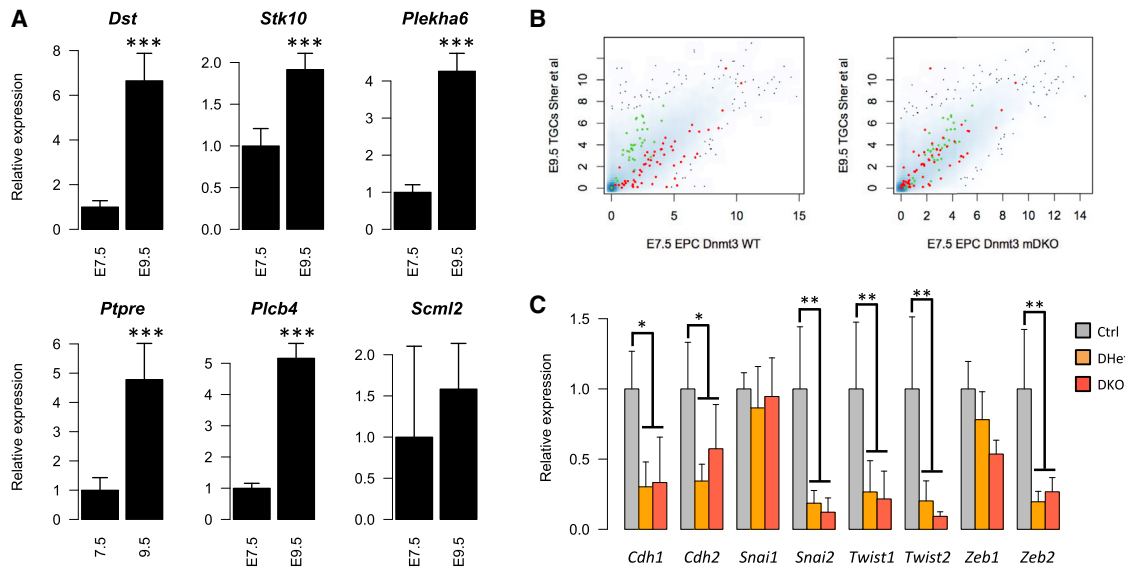 A
Dst
Stk10
Plekha6
Relative expression
8
6
4
2
0
***
E7.5
E9.5
2.0
1.5
1.0
0.5
0.0
***
E7.5
E9.5
4
3
2
1
0
***
E7.5
E9.5
Ptpre
Plcb4
Scml2
Relative expression
6
5
4
3
2
1
0
***
7.5
9.5
5
4
3
2
1
0
***
E7.5
E9.5
2.0
1.5
1.0
0.5
0.0
E7.5
E9.5
B
E9.5 TGCs Sher et al
10
8
6
4
2
0
0
5
10
15
E7.5 EPC Dnmt3 WT
E9.5 TGCs Sher et al
10
8
6
4
2
0
0
2
4
6
8
10
12
14
E7.5 EPC Dnmt3 mDKO
C
Relative expression
1.5
1.0
0.5
0.0
*
*
**
**
**
**
Ctrl
DHe
DKO
Cdh1
Cdh2
Snai1
Snai2
Twist1
Twist2
Zeb1
Zeb2